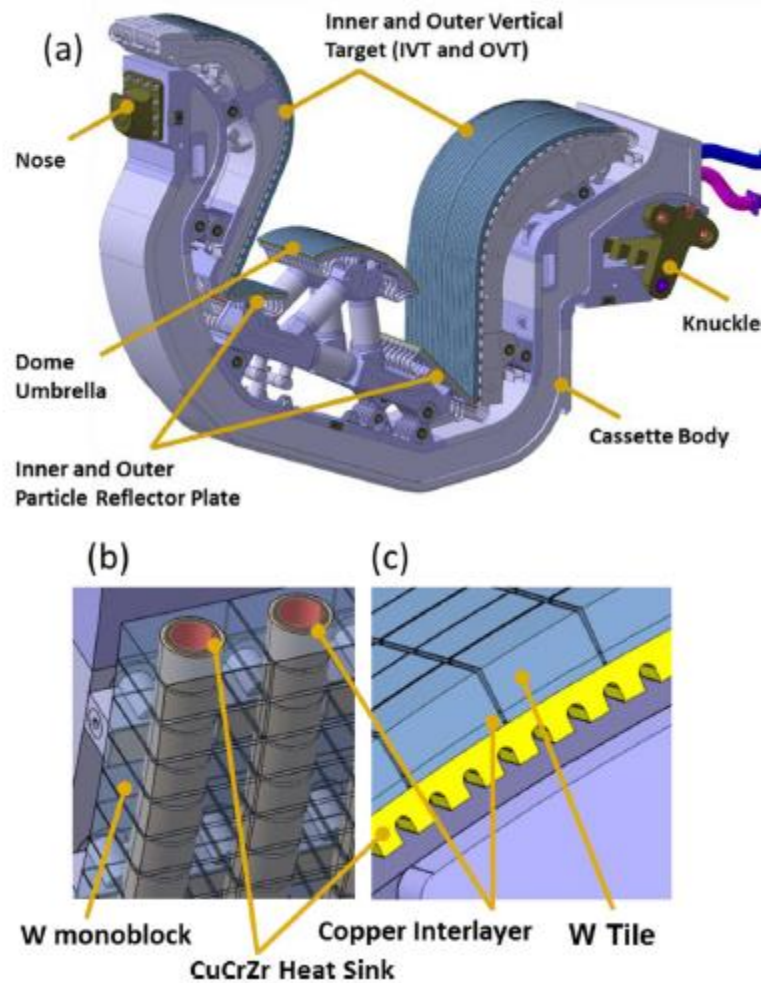 (a)
Inner and Outer Vertical
Target (IVT and OVT)
Nose
Knuckle
Dome
Umbrella
Cassette Body
Inner and Outer
Particle Reflector Plate
(b)
(c)
W monoblock
Copper Interlayer
W Tile
CuCrZr Heat Sink